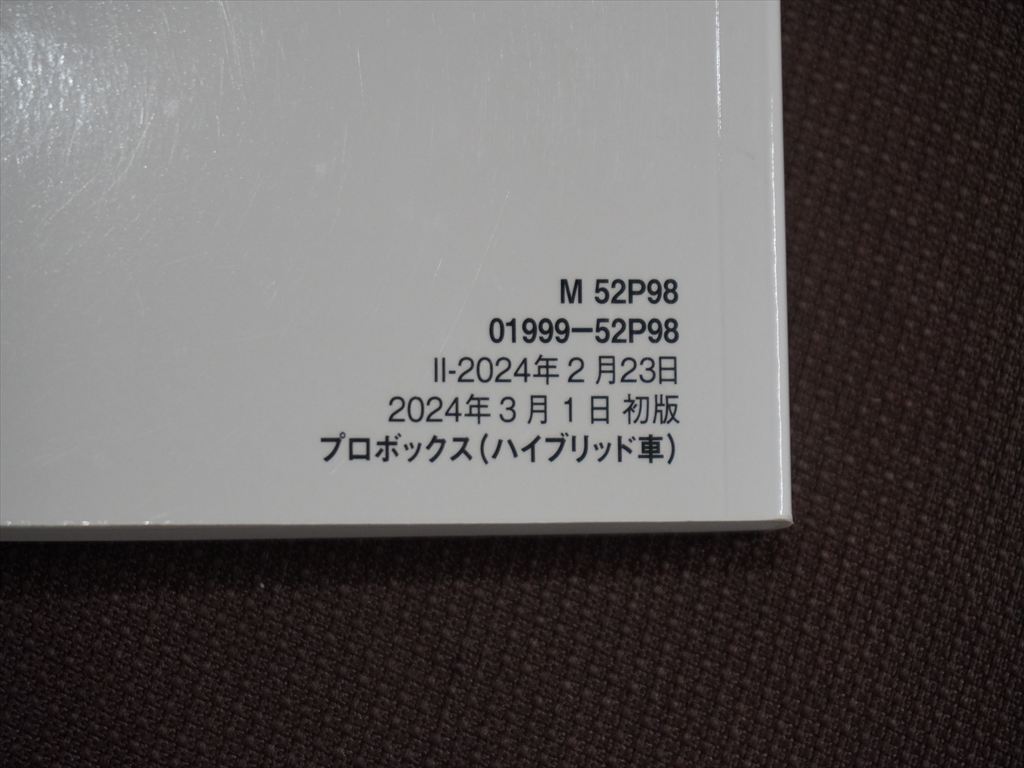 M 52P98
01999−52P98
II-2024年2月23日
2024年3月1日 初版
プロボックス(ハイブリッド車)